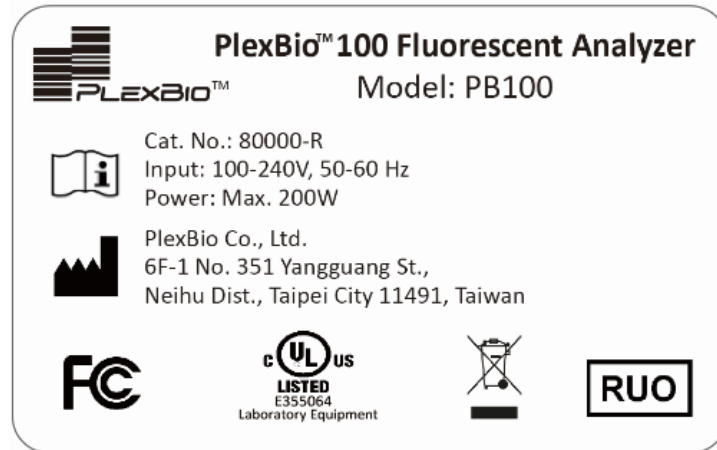 PlexBio™ 100 Fluorescent Analyzer
PLEXBIO™
Model: PB100
Cat. No.: 80000-R
Input: 100-240V, 50-60 Hz
Power: Max. 200W
PlexBio Co., Ltd.
6F-1 No. 351 Yangguang St.,
Neihu Dist., Taipei City 11491, Taiwan
FC
C UL US
LISTED
E355064
Laboratory Equipment
RUO